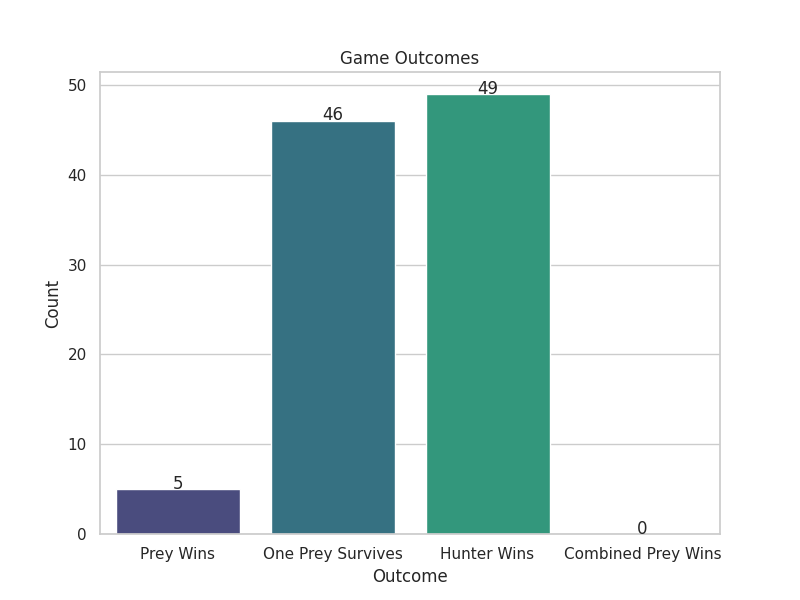 Game Outcomes
50
40
30
20
10
0
Count
5
46
49
0
Prey Wins
One Prey Survives
Hunter Wins
Combined Prey Wins
Outcome